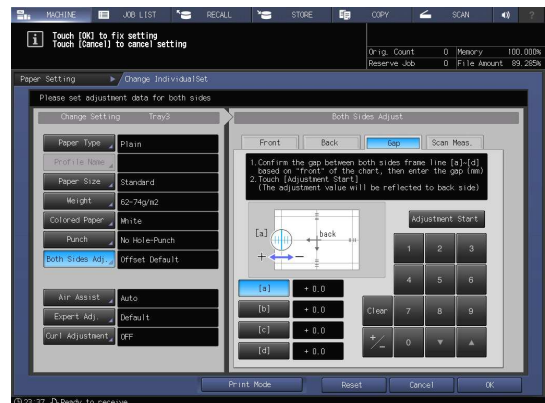 MACHINE JOB LIST RECALL STORE COPY SCAN
Touch [OK] to fix setting
Touch [Cancel] to cancel setting
Orig. Count 0 Memory 100.000%
Reserve Job 0 File Amount 89.285%
Paper Setting Change IndividualSet
Please set adjustment data for both sides
Change Setting Tray3
Both Sides Adjust
Paper Type Plain
Profile Name
Paper Size Standard
Weight 62-74g/m2
Colored Paper White
Punch No Hole-Punch
Both Sides Adj. Offset Default
Air Assist Auto
Expert Adj. Default
Curl Adjustment OFF
Front Back Gap Scan Meas.
1.Confirm the gap between both sides frame line [a]~[d]
based on "front" of the chart, then enter the gap (mm)
2.Touch [Adjustment Start]
(The adjustment value will be reflected to back side)
[a] back
+ -
Adjustment Start
1 2 3
4 5 6
Clear 7 8 9
+/- 0 ▼ ▲
[a] + 0.0
[b] + 0.0
[c] + 0.0
[d] + 0.0
Print Mode Reset Cancel OK
23:37 Ready to receive